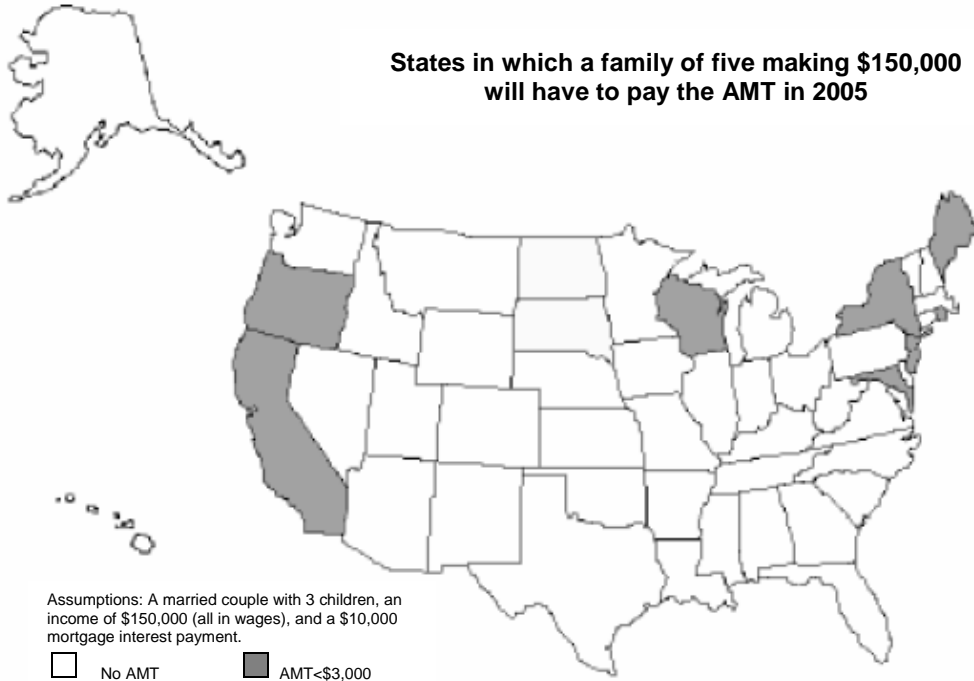 States in which a family of five making $150,000
will have to pay the AMT in 2005
Assumptions: A married couple with 3 children, an
income of $150,000 (all in wages), and a $10,000
mortgage interest payment.
No AMT AMT<$3,000